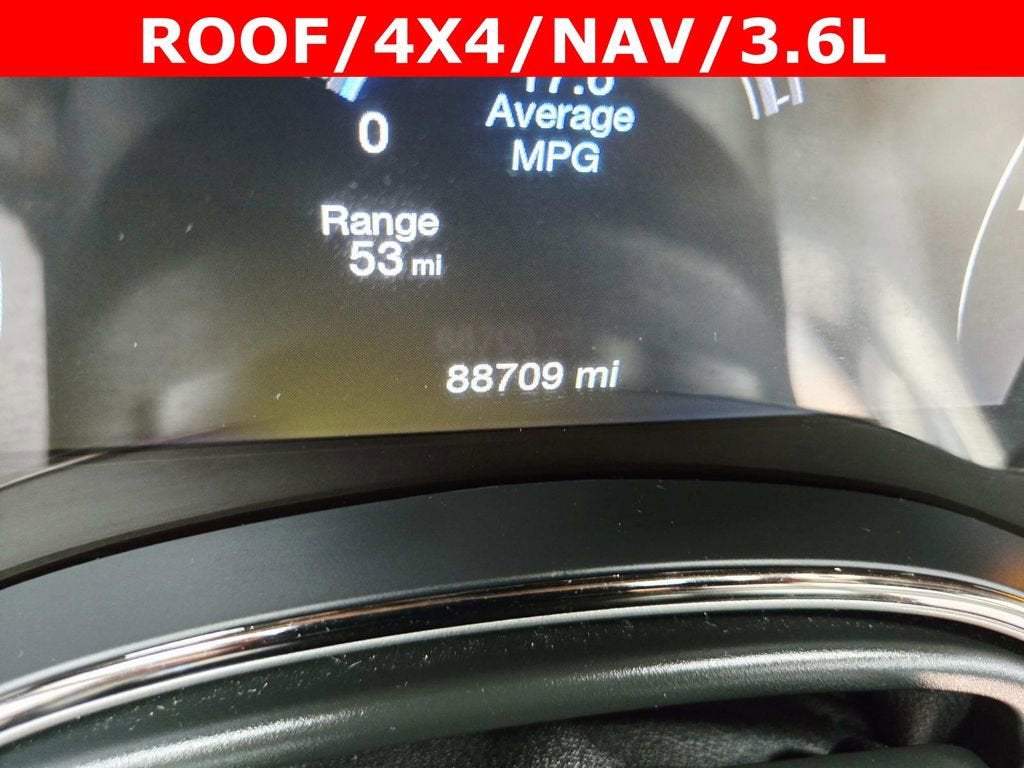 ROOF/4X4/NAV/3.6L
0
Average
MPG
Range
53 mi
88709 mi